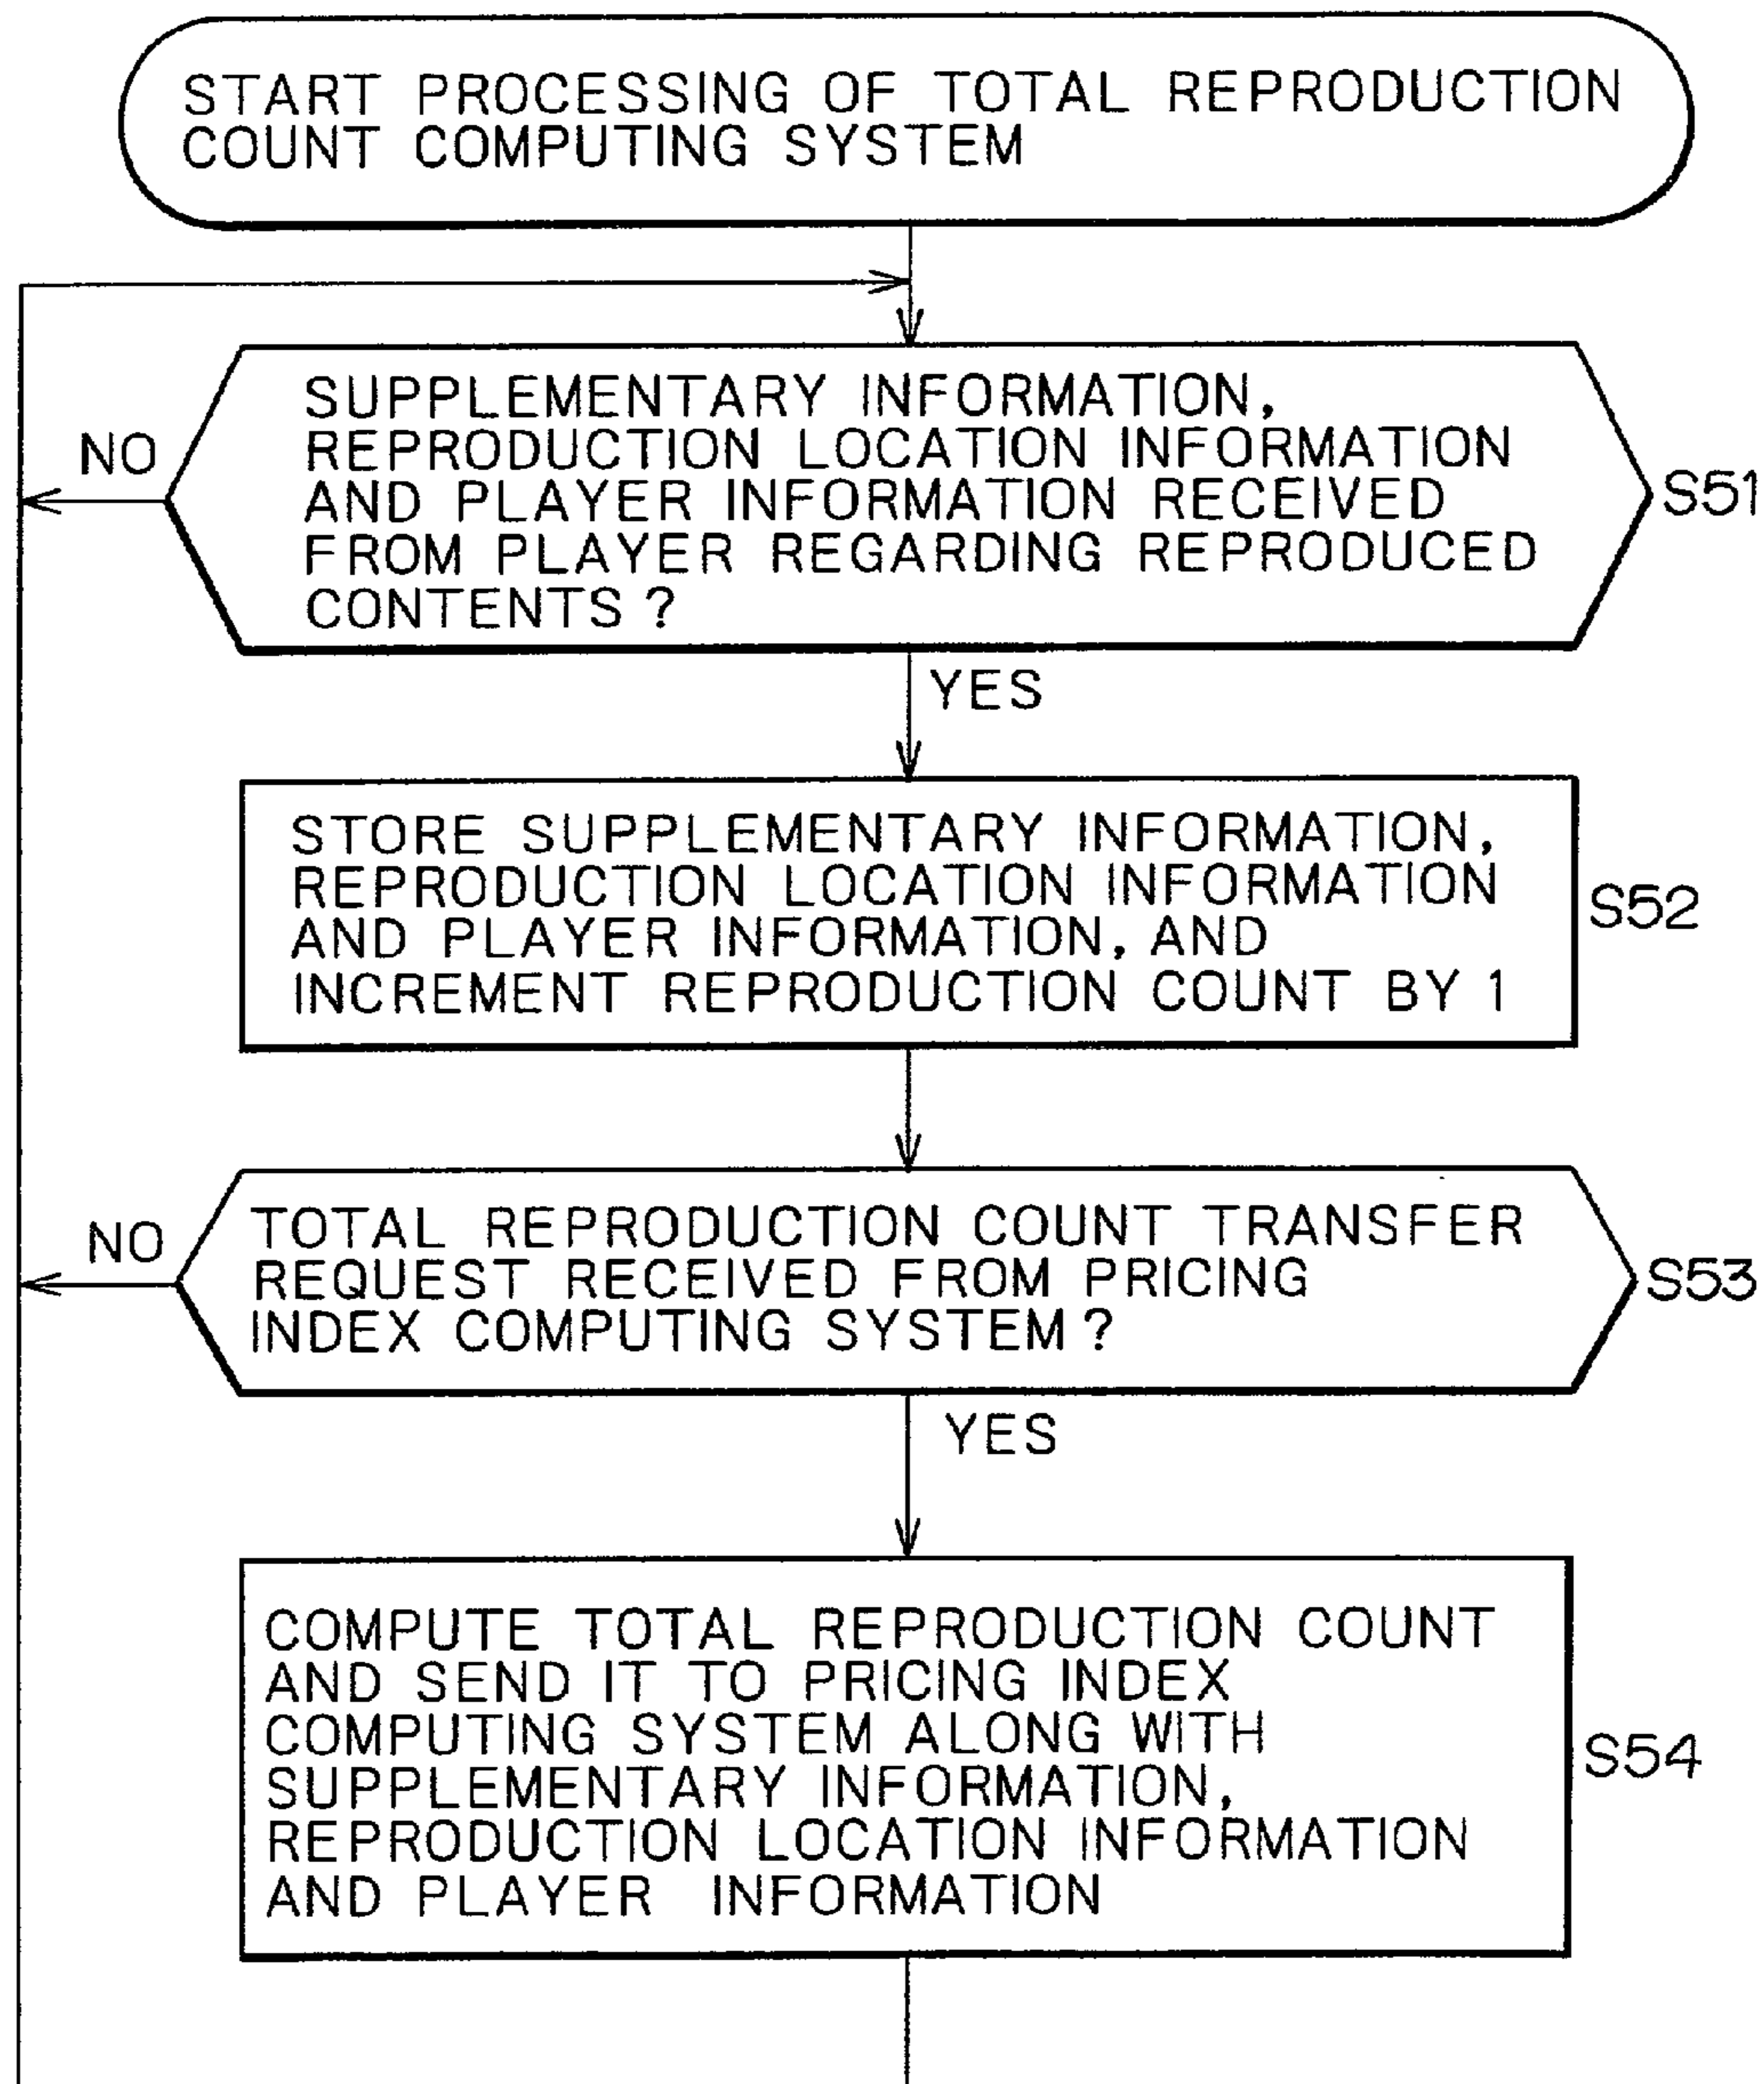 START PROCESSING OF TOTAL REPRODUCTION
COUNT COMPUTING SYSTEM
SUPPLEMENTARY INFORMATION,
REPRODUCTION LOCATION INFORMATION
AND PLAYER INFORMATION RECEIVED
FROM PLAYER REGARDING REPRODUCED
CONTENTS ?
NO
S51
YES
STORE SUPPLEMENTARY INFORMATION,
REPRODUCTION LOCATION INFORMATION
AND PLAYER INFORMATION, AND
INCREMENT REPRODUCTION COUNT BY 1
S52
TOTAL REPRODUCTION COUNT TRANSFER
REQUEST RECEIVED FROM PRICING
INDEX COMPUTING SYSTEM ?
NO
S53
YES
COMPUTE TOTAL REPRODUCTION COUNT
AND SEND IT TO PRICING INDEX
COMPUTING SYSTEM ALONG WITH
SUPPLEMENTARY INFORMATION,
REPRODUCTION LOCATION INFORMATION
AND PLAYER INFORMATION
S54